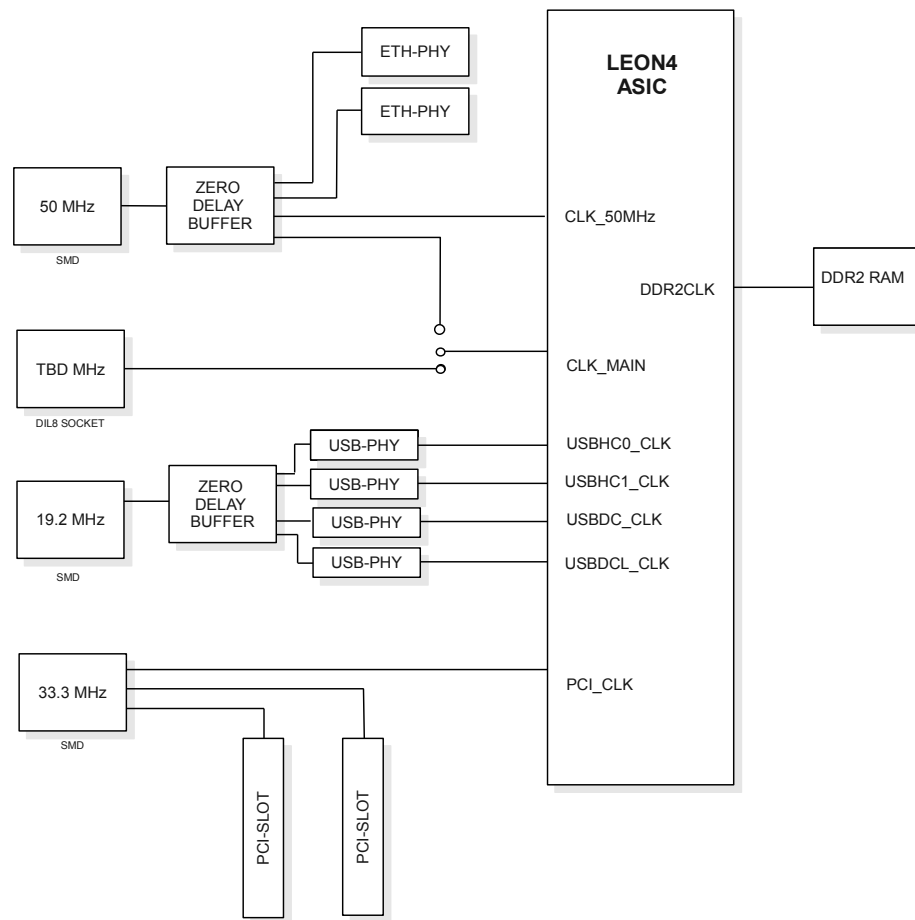 ETH-PHY
ETH-PHY
LEON4
ASIC
50 MHz
SMD
ZERO
DELAY
BUFFER
CLK_50MHz
DDR2CLK
DDR2 RAM
TBD MHz
DIL8 SOCKET
CLK_MAIN
19.2 MHz
SMD
ZERO
DELAY
BUFFER
USB-PHY
USBHC0_CLK
USB-PHY
USBHC1_CLK
USB-PHY
USBDC_CLK
USB-PHY
USBDCL_CLK
33.3 MHz
SMD
PCI_CLK
PCI-SLOT
PCI-SLOT